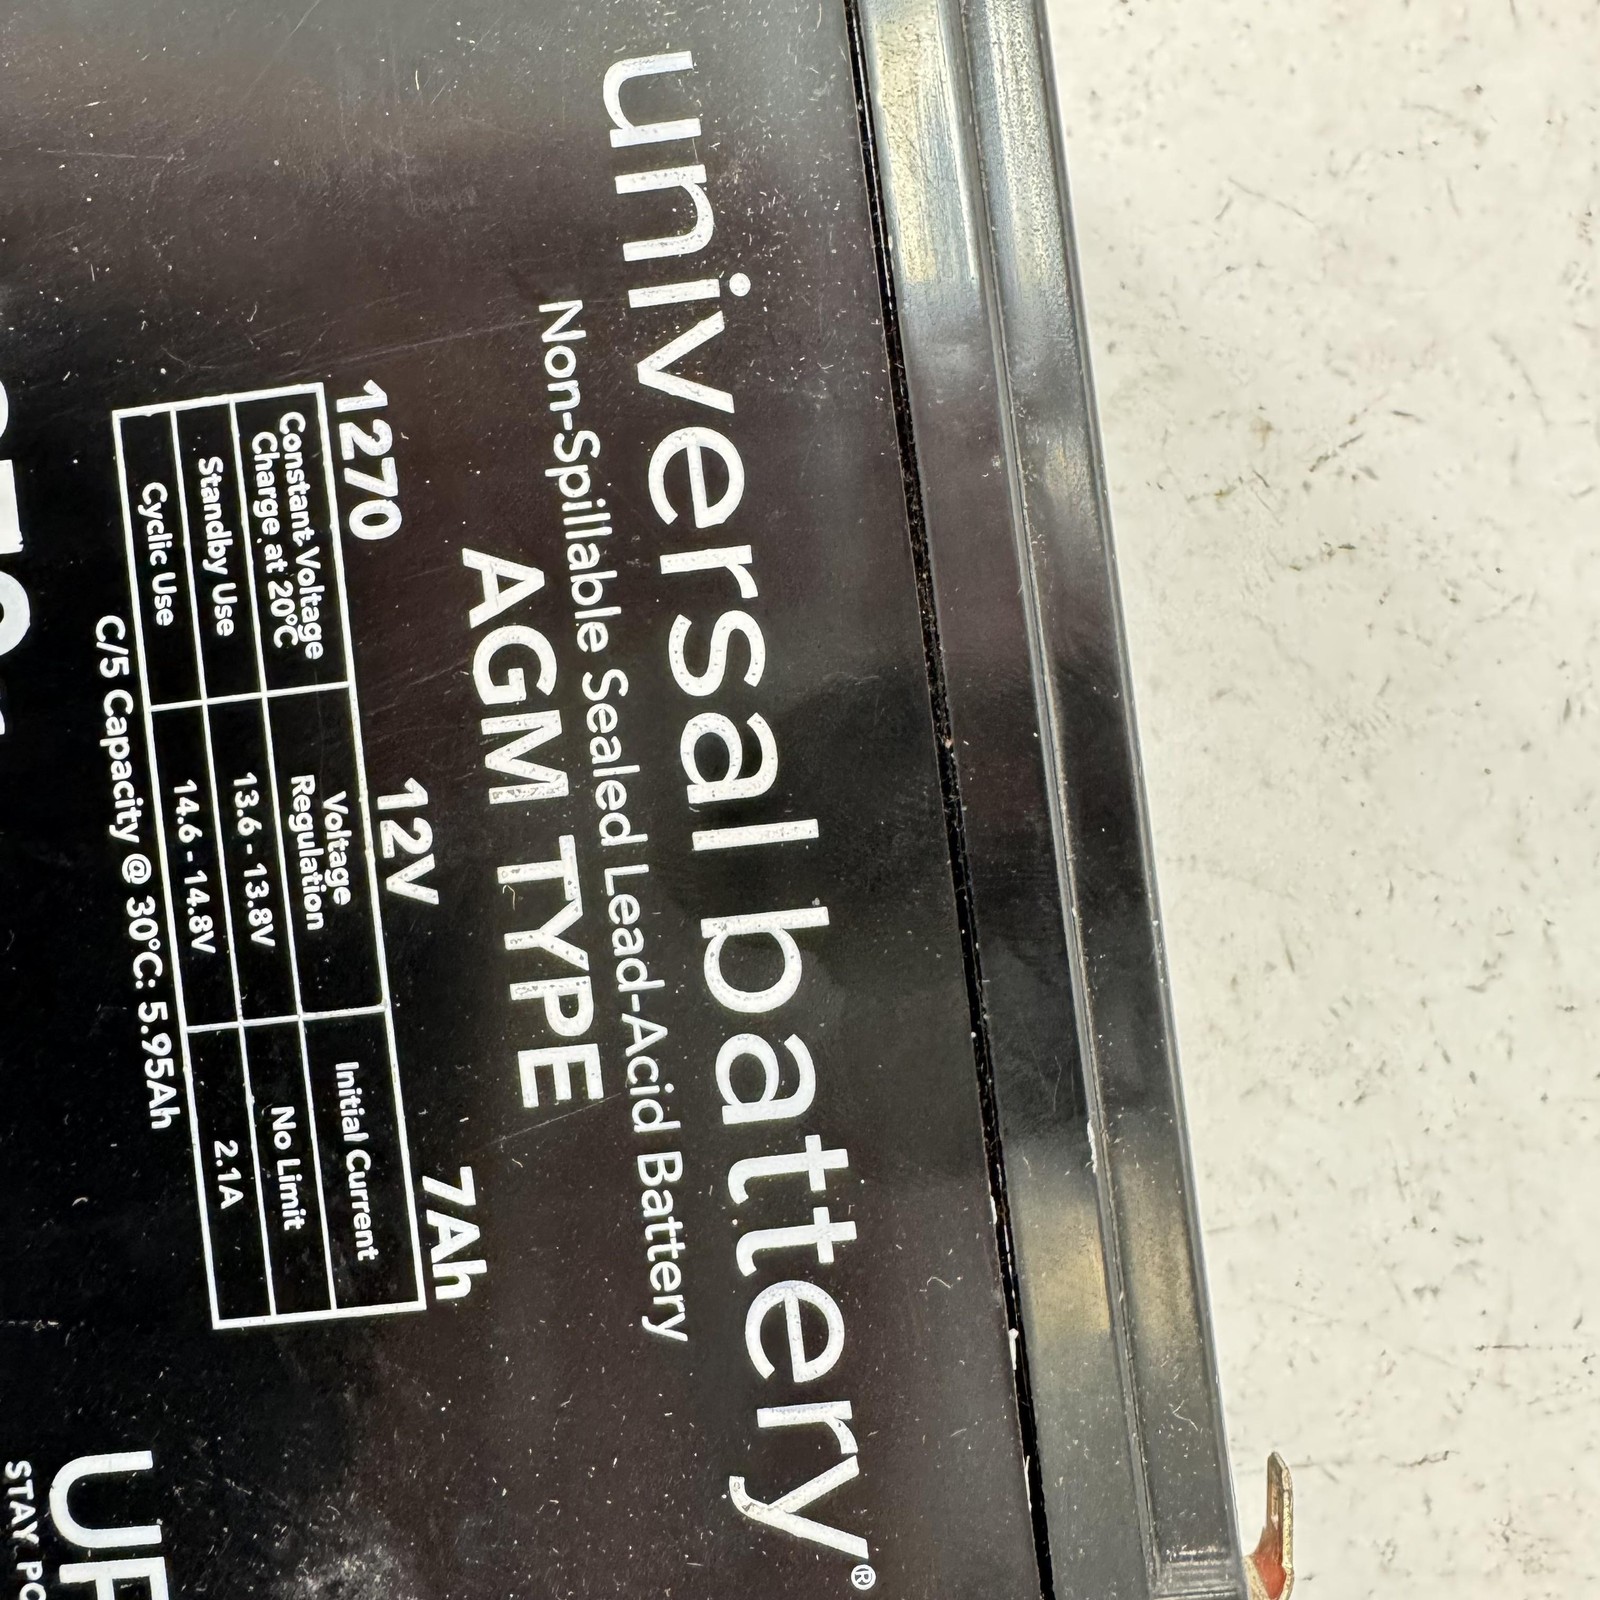 universal battery®
Non-Spillable Sealed Lead-Acid Battery
AGM TYPE
1270 12V 7Ah
Constant Voltage Charge at 20°C
Voltage Regulation
Initial Current
Standby Use
13.6 - 13.8V
No Limit
Cyclic Use
14.6 - 14.8V
2.1A
C/5 Capacity @ 30°C: 5.95Ah
STAY